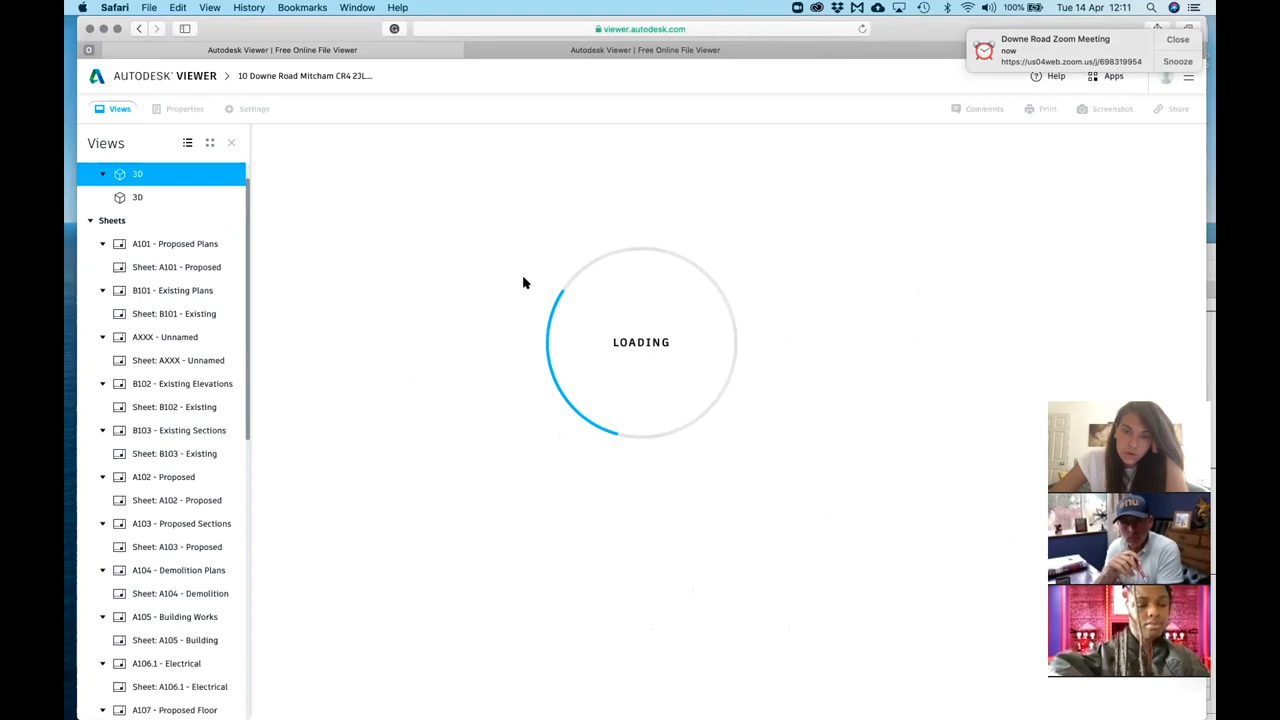 Safari File Edit View History Bookmarks Window Help
100% Tue 14 Apr 12:11
viewer.autodesk.com
Autodesk Viewer | Free Online File Viewer
Autodesk Viewer | Free Online File Viewer
Downe Road Zoom Meeting
now
https://us04web.zoom.us/j/698319954
Close
Snooze
AUTODESK® VIEWER > 10 Downe Road Mitcham CR4 2JL...
Help Apps
Views Properties Settings
Comments Print Screenshot Share
Views
3D
3D
Sheets
A101 - Proposed Plans
Sheet: A101 - Proposed
B101 - Existing Plans
Sheet: B101 - Existing
AXXX - Unnamed
Sheet: AXXX - Unnamed
B102 - Existing Elevations
Sheet: B102 - Existing
B103 - Existing Sections
Sheet: B103 - Existing
A102 - Proposed
Sheet: A102 - Proposed
A103 - Proposed Sections
Sheet: A103 - Proposed
A104 - Demolition Plans
Sheet: A104 - Demolition
A105 - Building Works
Sheet: A105 - Building
A106.1 - Electrical
Sheet: A106.1 - Electrical
A107 - Proposed Floor
LOADING